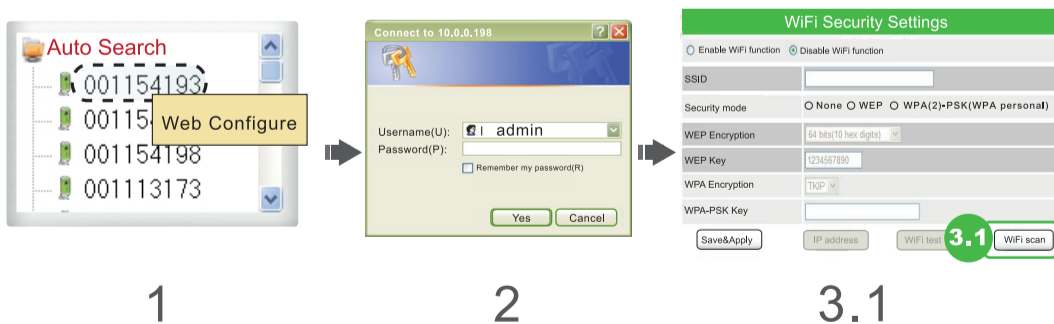 Auto Search
001154193
Web Configure
001154198
001113173
Connect to 10.0.0.198
Username(U): admin
Password(P):
Remember my password(R)
Yes Cancel
WiFi Security Settings
Enable WiFi function Disable WiFi function
SSID
Security mode None WEP WPA(2)-PSK(WPA personal)
WEP Encryption 64 bits(10 hex digits)
WEP Key 1234567890
WPA Encryption TKIP
WPA-PSK Key
Save&Apply IP address WiFi test 3.1 WiFi scan
1 2 3.1